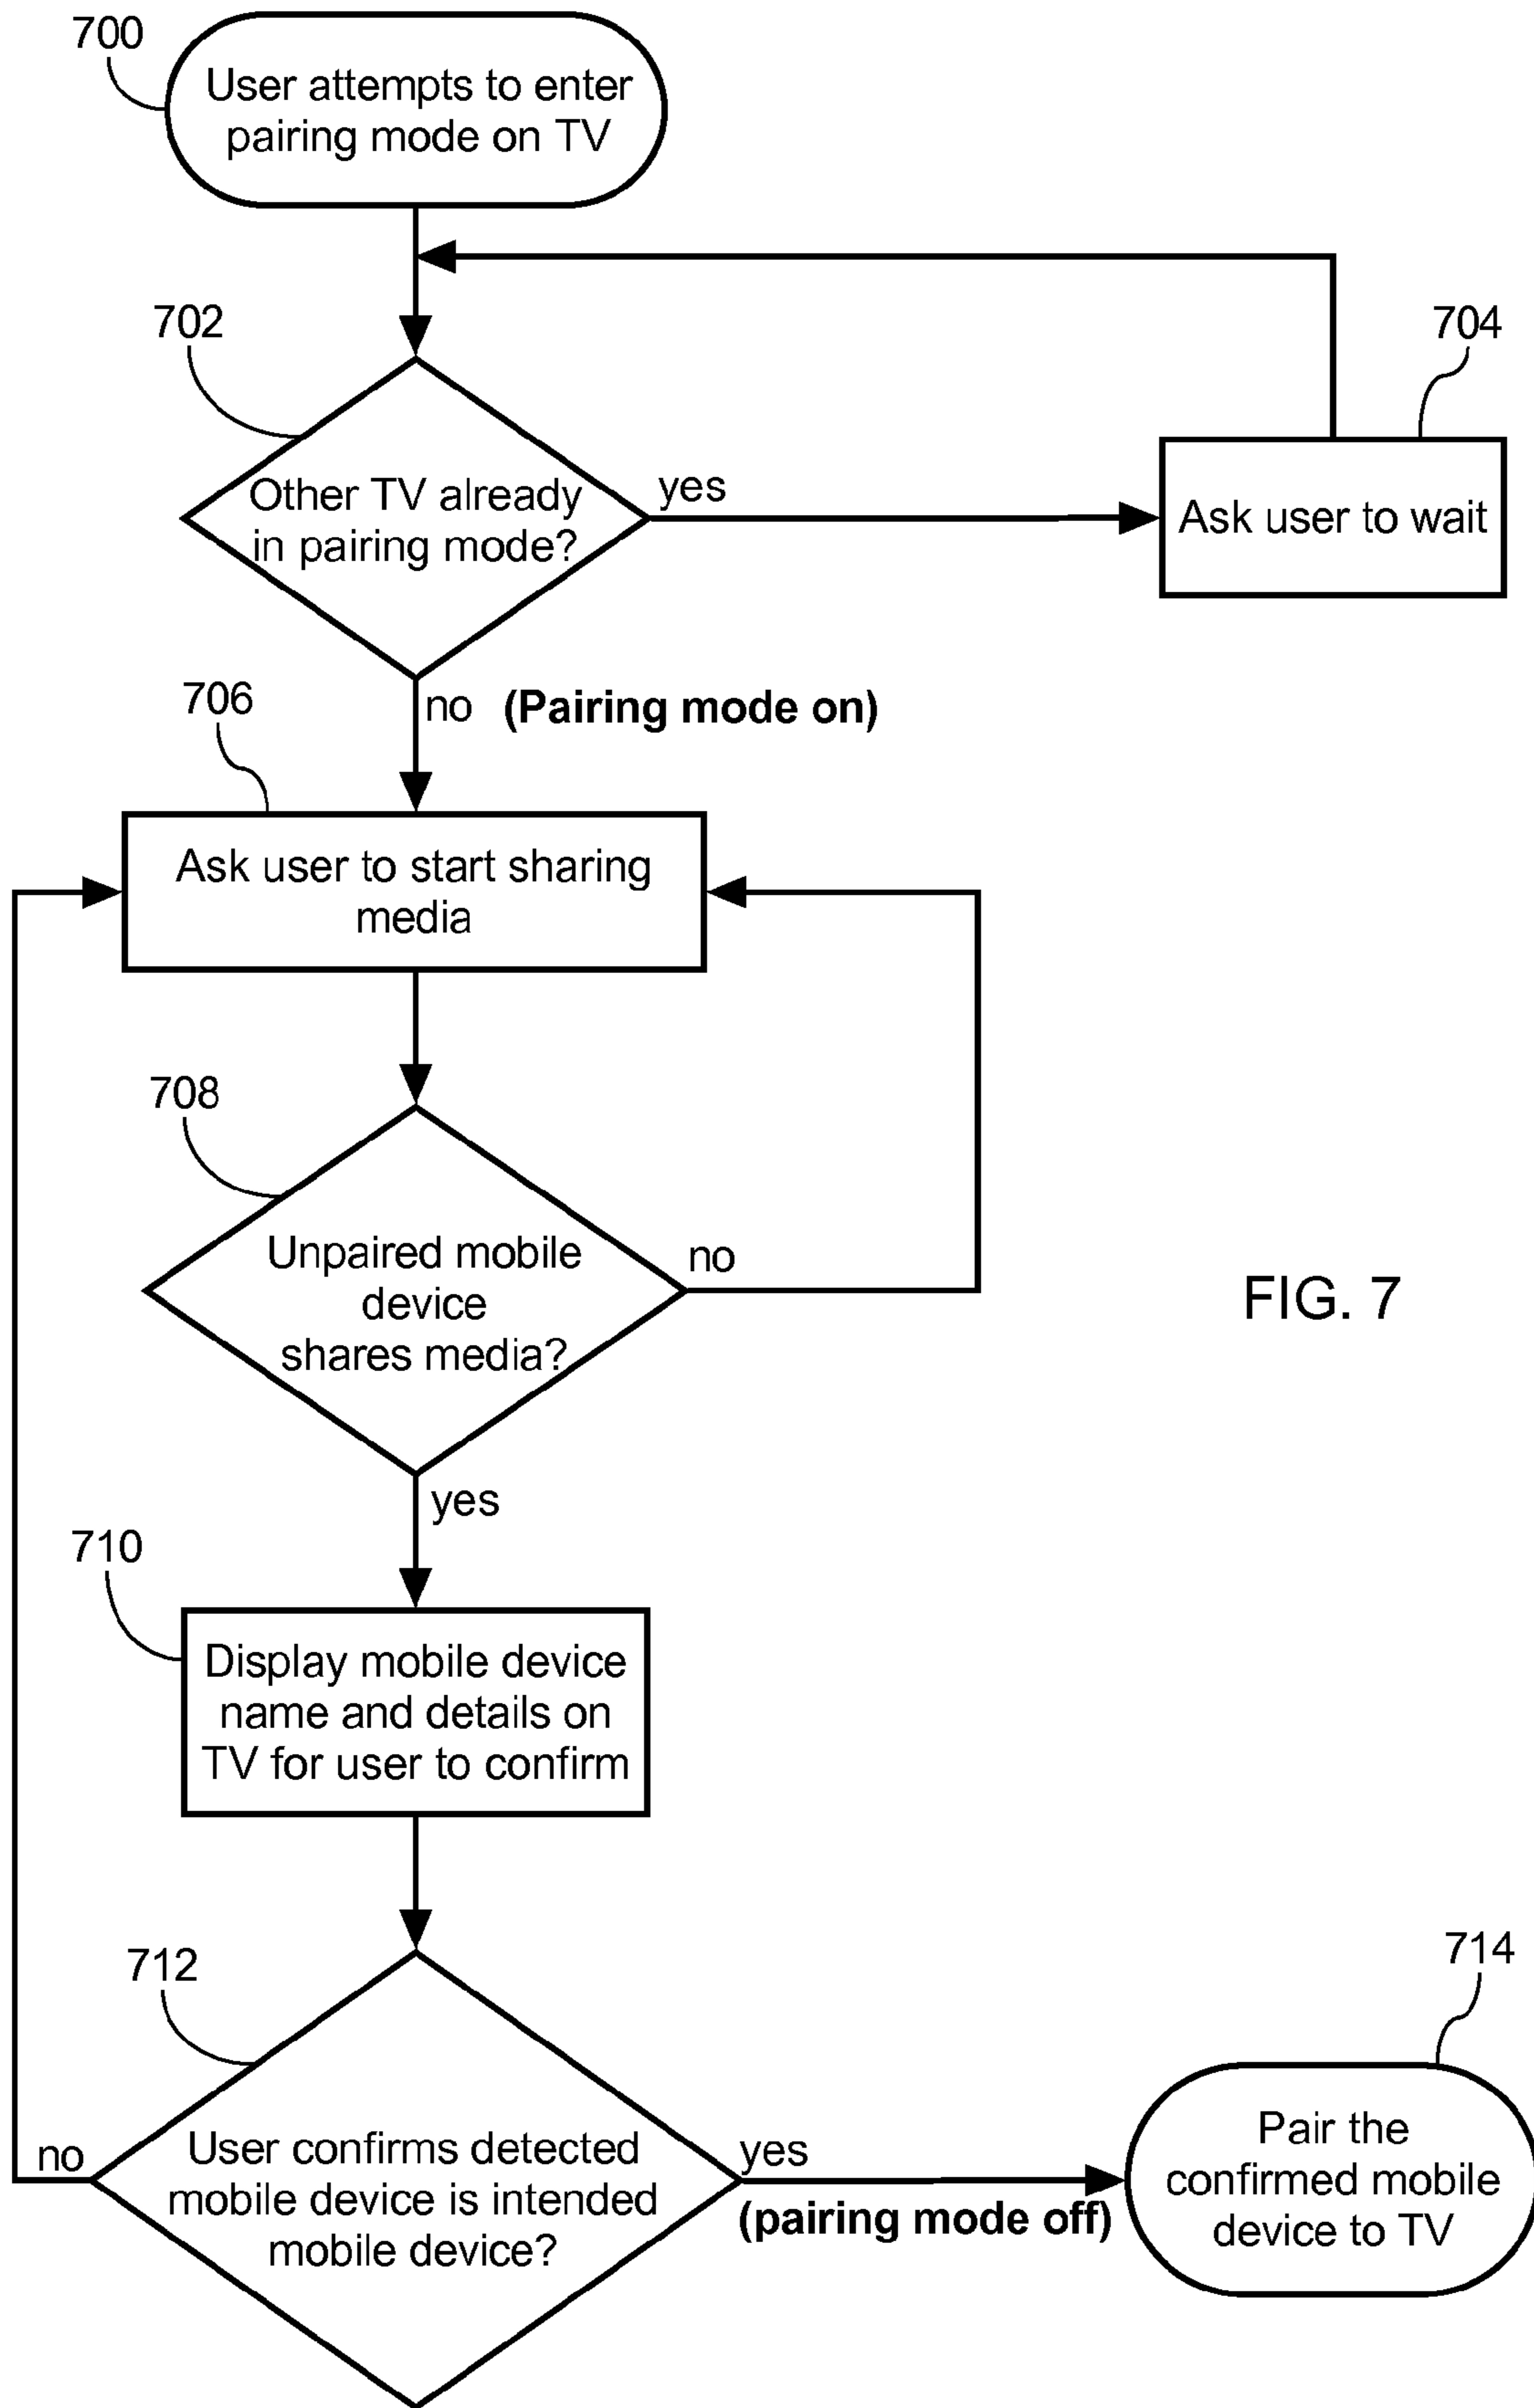 700
User attempts to enter
pairing mode on TV
702
704
Other TV already
in pairing mode?
yes
Ask user to wait
706
no (Pairing mode on)
Ask user to start sharing
media
708
Unpaired mobile
device
shares media?
no
FIG. 7
yes
710
Display mobile device
name and details on
TV for user to confirm
712
714
no
User confirms detected
mobile device is intended
mobile device?
yes
(pairing mode off)
Pair the
confirmed mobile
device to TV